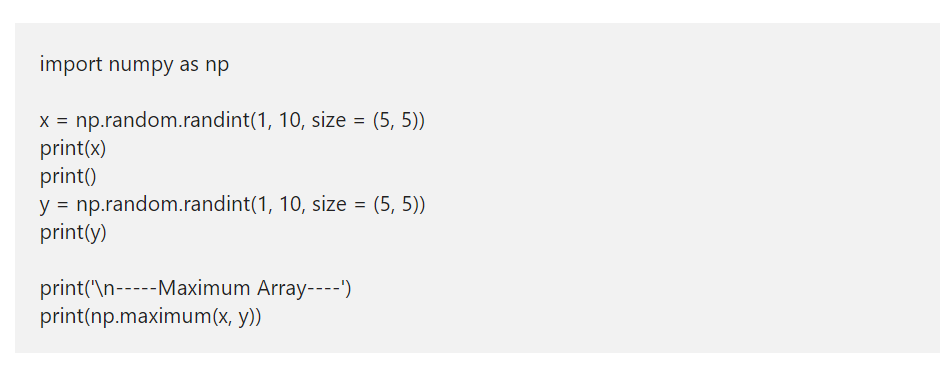 import numpy as np
x = np.random.randint(1, 10, size = (5, 5))
print(x)
print()
y = np.random.randint(1, 10, size = (5, 5))
print(y)
print('\n-----Maximum Array----')
print(np.maximum(x, y))